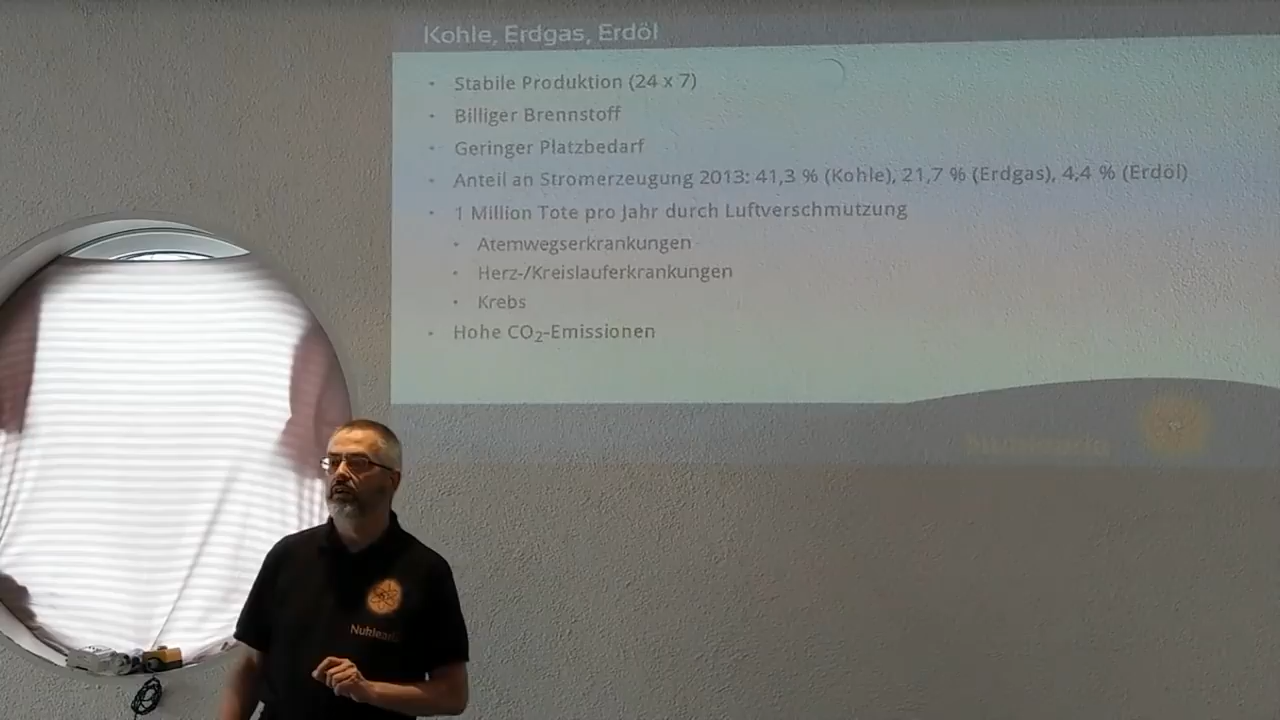 Kohle, Erdgas, Erdöl
• Stabile Produktion (24 x 7)
• Billiger Brennstoff
• Geringer Platzbedarf
• Anteil an Stromerzeugung 2013: 41,3 % (Kohle), 21,7 % (Erdgas), 4,4 % (Erdöl)
• 1 Million Tote pro Jahr durch Luftverschmutzung
• Atemwegserkrankungen
• Herz-/Kreislauferkrankungen
• Krebs
• Hohe CO₂-Emissionen